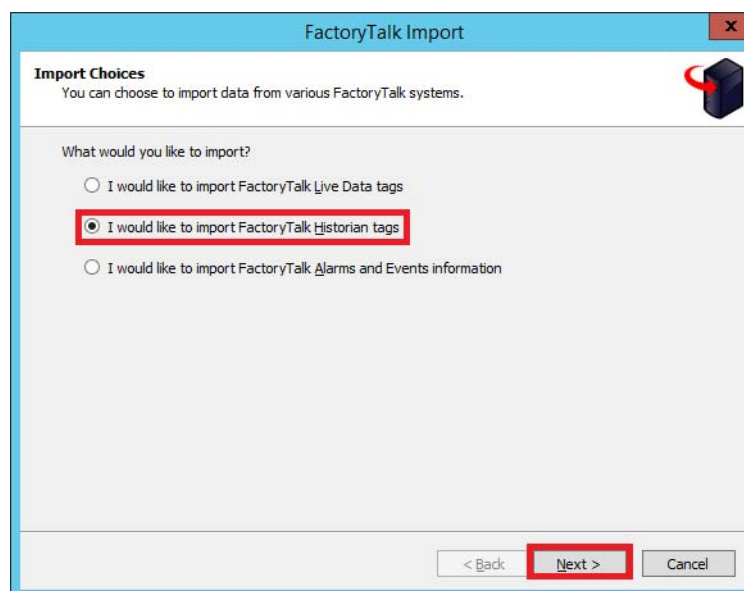 FactoryTalk Import
x
Import Choices
You can choose to import data from various FactoryTalk systems.
What would you like to import?
I would like to import FactoryTalk Live Data tags
I would like to import FactoryTalk Historian tags
I would like to import FactoryTalk Alarms and Events information
< Back Next > Cancel